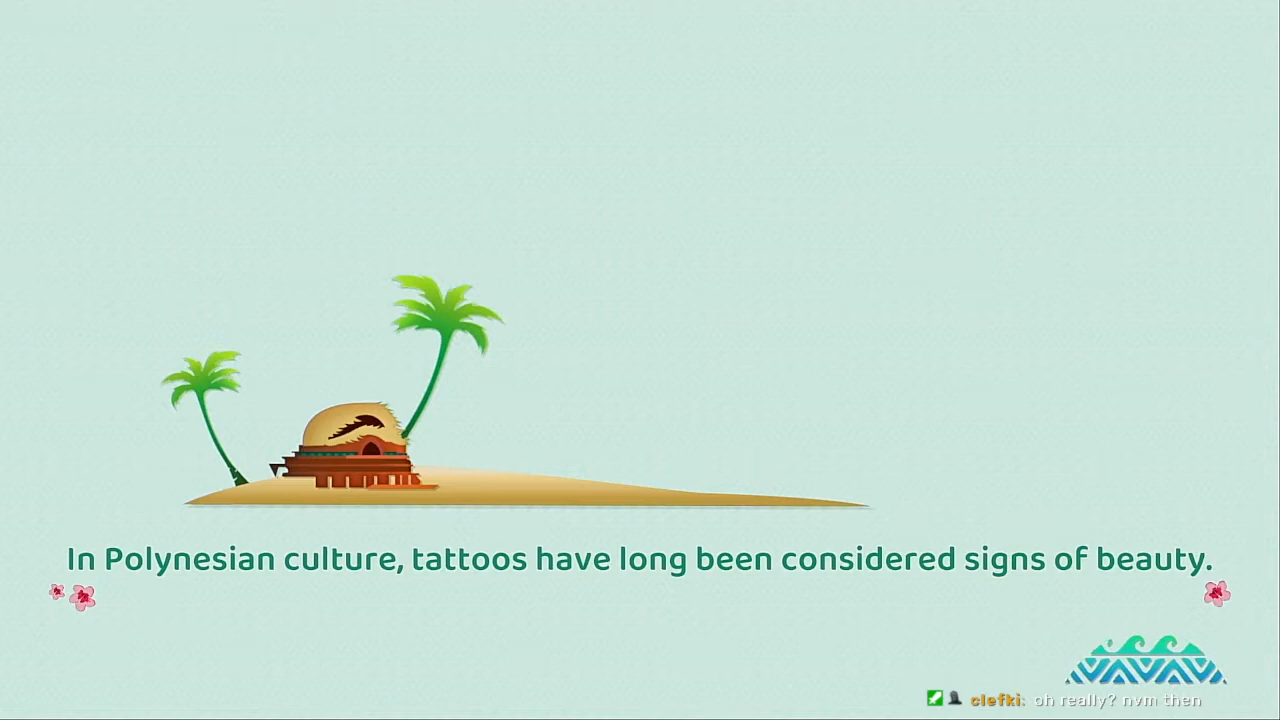 In Polynesian culture, tattoos have long been considered signs of beauty.
clefki: oh really? nvm then